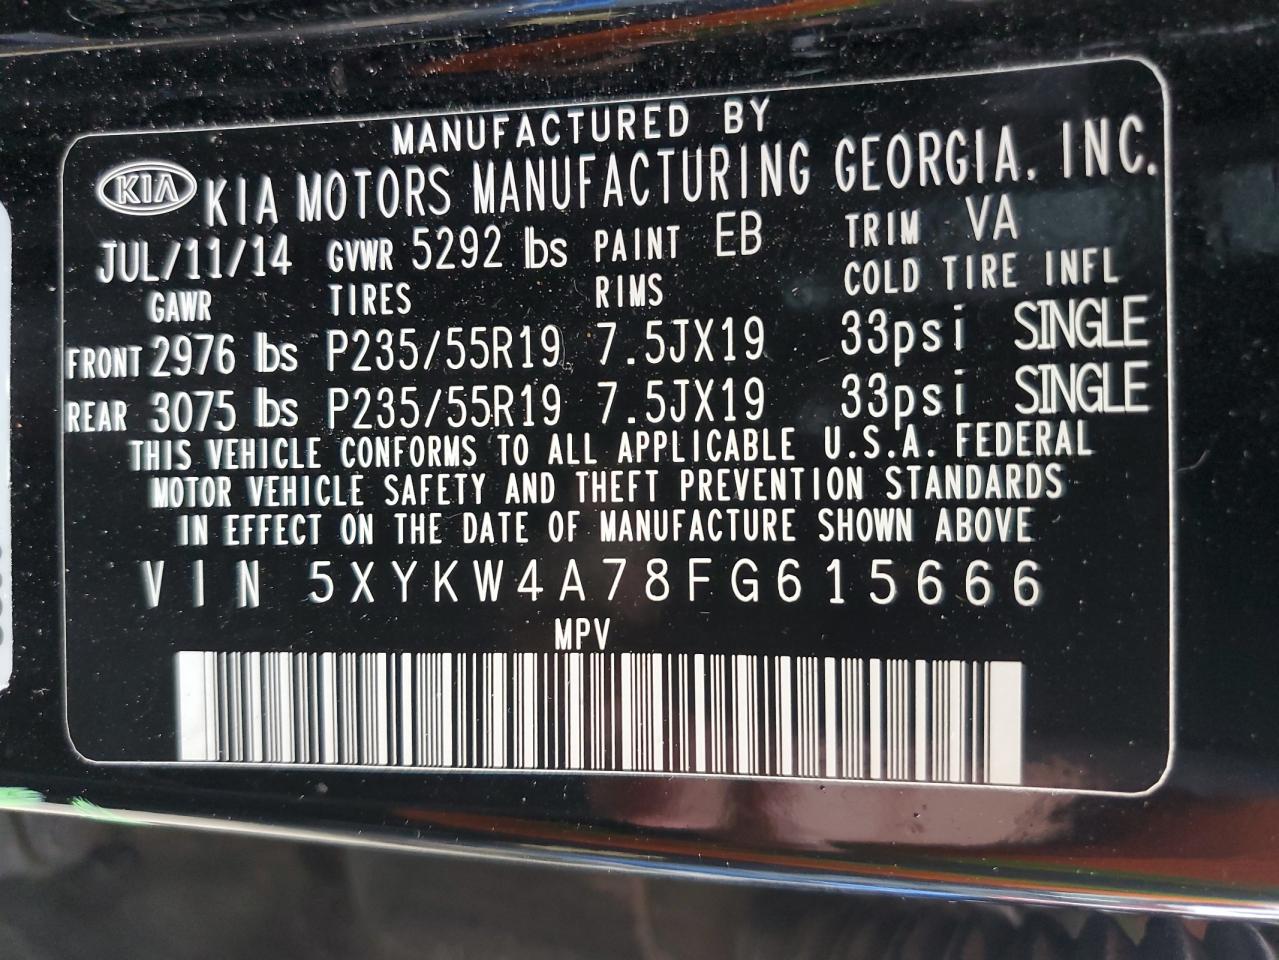 MANUFACTURED BY
KIA KIA MOTORS MANUFACTURING GEORGIA, INC.
JUL/11/14 GVWR 5292 lbs PAINT EB TRIM VA
GAWR TIRES RIMS COLD TIRE INFL
FRONT 2976 lbs P235/55R19 7.5JX19 33psi SINGLE
REAR 3075 lbs P235/55R19 7.5JX19 33psi SINGLE
THIS VEHICLE CONFORMS TO ALL APPLICABLE U.S.A. FEDERAL
MOTOR VEHICLE SAFETY AND THEFT PREVENTION STANDARDS
IN EFFECT ON THE DATE OF MANUFACTURE SHOWN ABOVE
VIN 5XYKW4A78FG615666
MPV